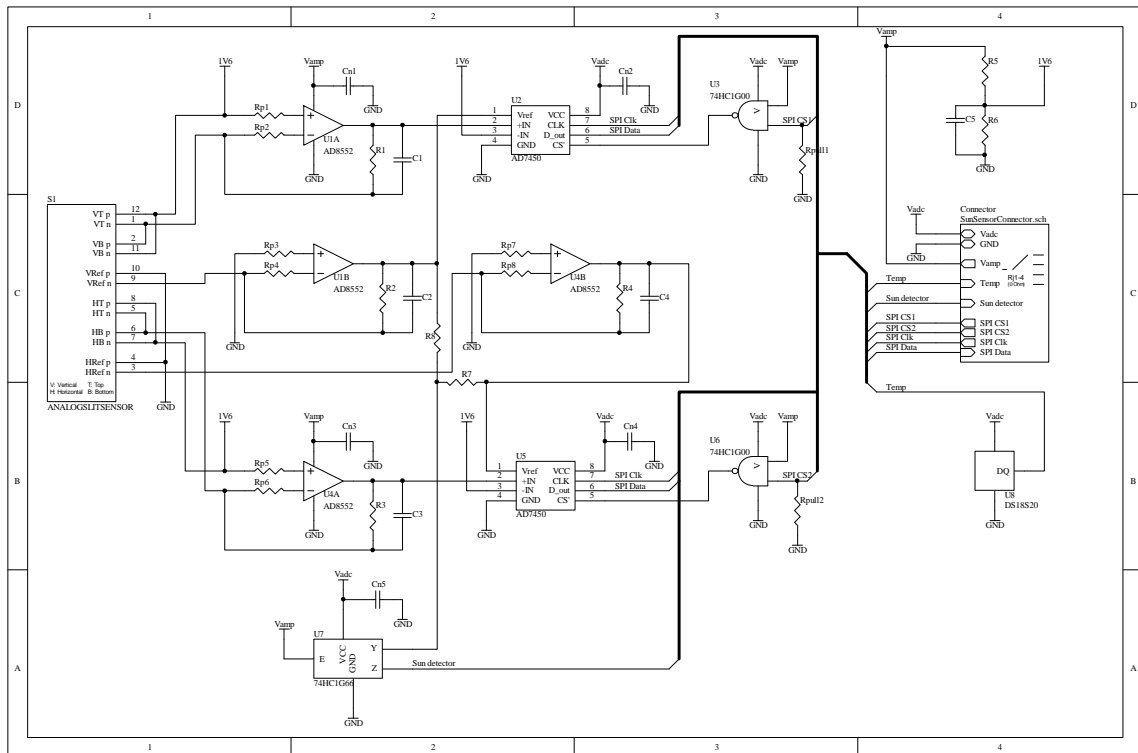 1 2 3 4
D
1V6
Vamp
Cn1
GND
Rp1
Rp2
U1A
AD8552
R1
C1
GND
1V6
U2
1 Vref VCC 8
2 +IN CLK 7
3 -IN D_out 6
4 GND CS' 5
AD7450
GND
Vadc
Cn2
GND
SPI Clk
SPI Data
U3
74HC1G00
Vadc
Vamp
SPI CS1
Rpull1
GND
GND
Vamp
R5
1V6
C5
R6
GND
D
C
S1
VT p 12
VT n 1
VB p 2
VB n 11
VRef p 10
VRef n 9
HT p 8
HT n 5
HB p 6
HB n 7
HRef p 4
HRef n 3
V: Vertical T: Top
H: Horizontal B: Bottom
ANALOGSLITSENSOR
GND
Rp3
Rp4
U1B
AD8552
R2
C2
GND
R8
R7
Rp7
Rp8
U4B
AD8552
R4
C4
GND
Connector
SunSensorConnector.sch
Vadc
GND
Vadc
GND
Vamp
Temp
Sun detector
SPI CS1
SPI CS2
SPI Clk
SPI Data
Rj1-4
(0 Ohm)
Temp
Sun detector
SPI CS1
SPI CS2
SPI Clk
SPI Data
Temp
C
B
1V6
Vamp
Cn3
GND
Rp5
Rp6
U4A
AD8552
R3
C3
GND
1V6
U5
1 Vref VCC 8
2 +IN CLK 7
3 -IN D_out 6
4 GND CS' 5
AD7450
GND
Vadc
Cn4
GND
SPI Clk
SPI Data
U6
74HC1G00
Vadc
Vamp
SPI CS2
Rpull2
GND
GND
Vadc
DQ
U8
DS18S20
GND
B
A
Vadc
Cn5
GND
Vamp
U7
E VCC GND Y
Z
74HC1G66
Sun detector
GND
A
1 2 3 4